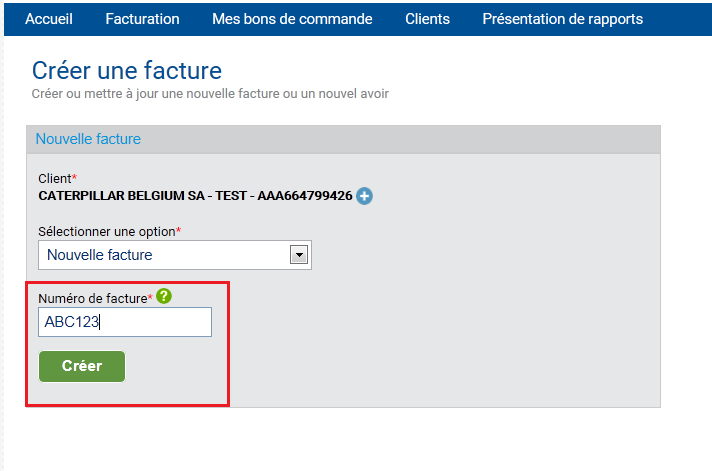 Accueil Facturation Mes bons de commande Clients Présentation de rapports
Créer une facture
Créer ou mettre à jour une nouvelle facture ou un nouvel avoir
Nouvelle facture
Client*
CATERPILLAR BELGIUM SA - TEST - AAA664799426
Sélectionner une option*
Nouvelle facture
Numéro de facture* ?
ABC123
Créer